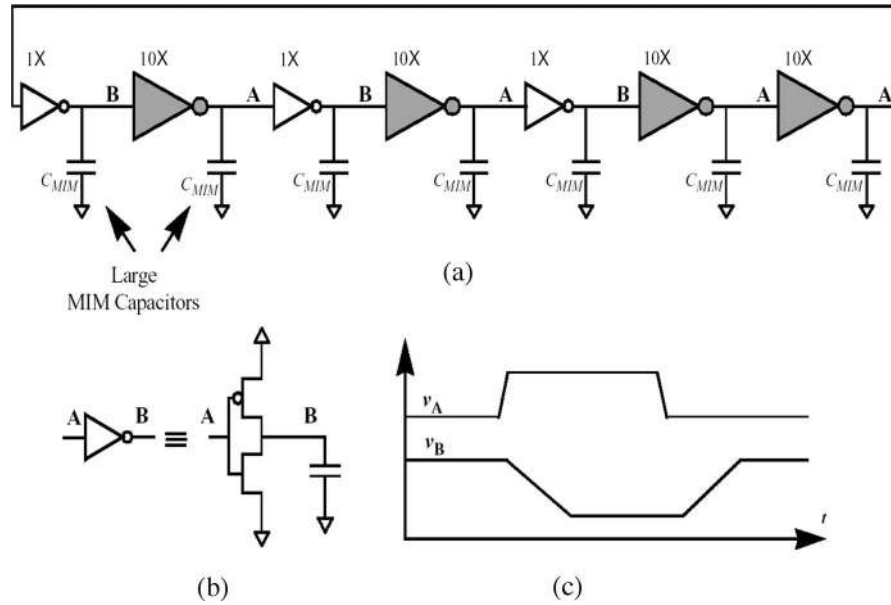 1X 10X 1X 10X 1X 10X 10X
B A B A B A A
C_MIM C_MIM C_MIM C_MIM C_MIM C_MIM C_MIM
Large
MIM Capacitors
(a)
A B A B
v_A
v_B
t
(b) (c)